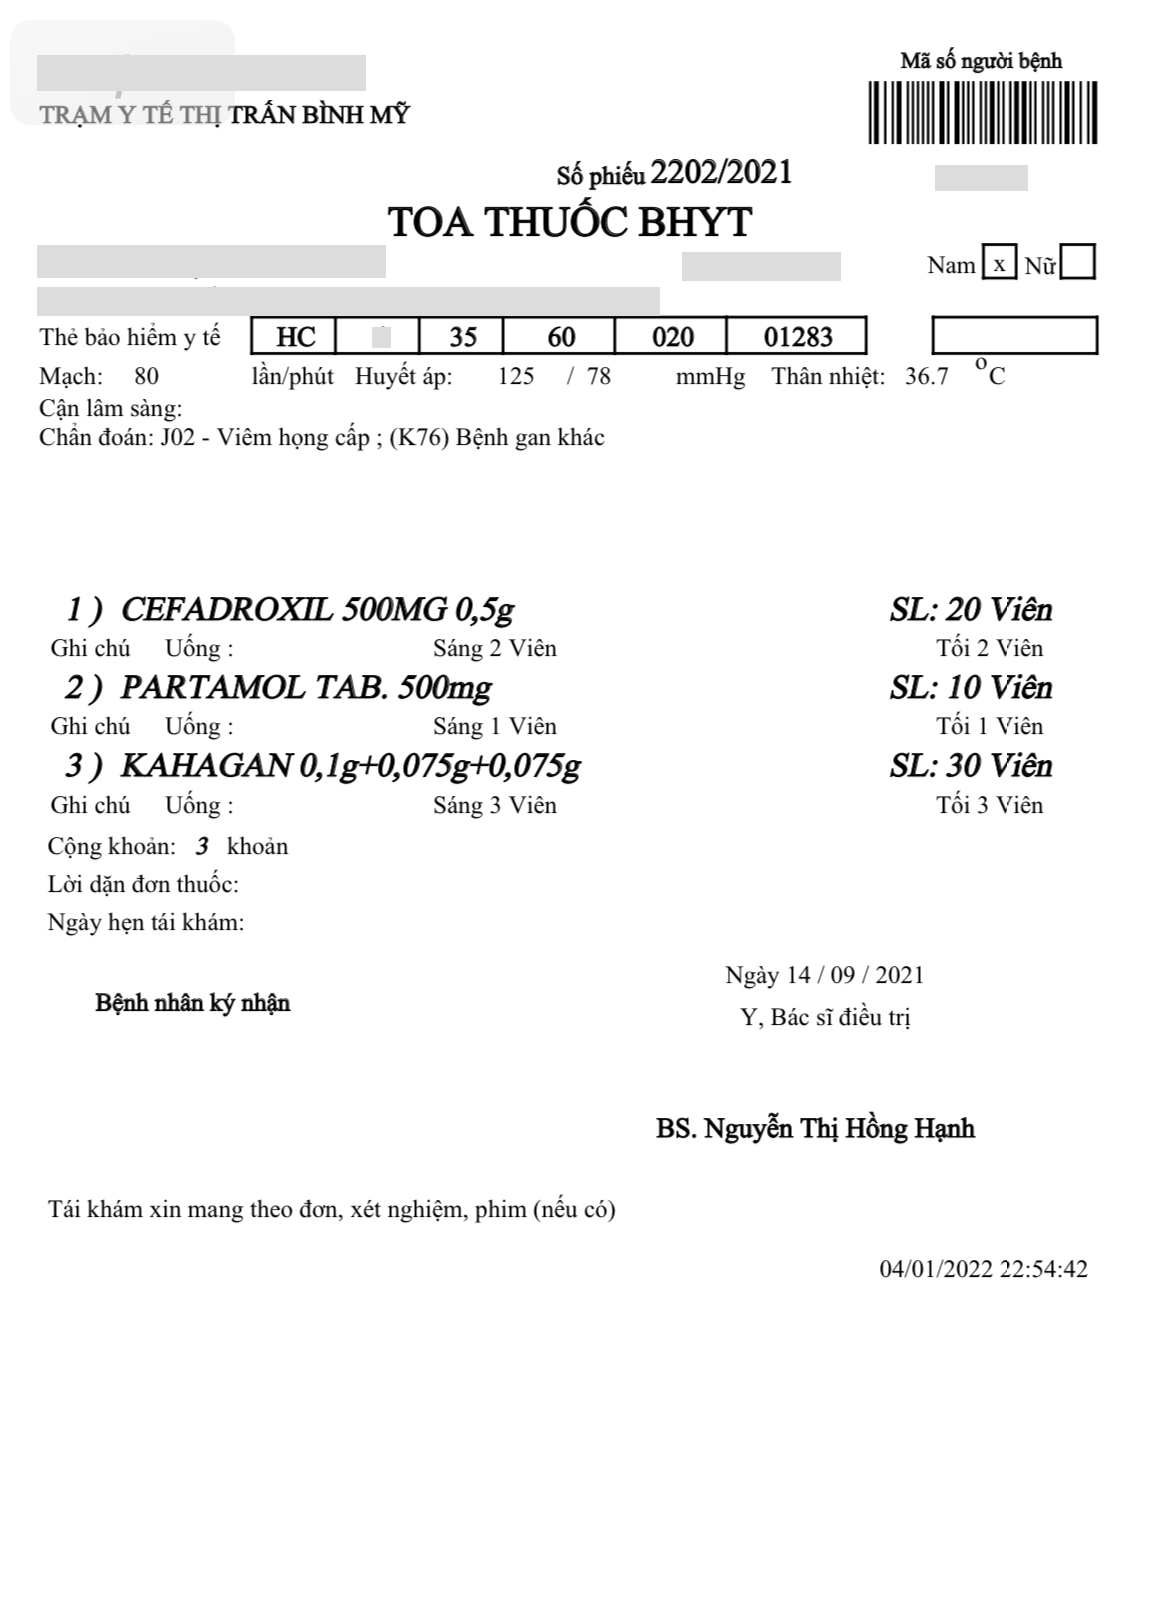 Mã số người bệnh
TRẠM Y TẾ THỊ TRẤN BÌNH MỸ
Số phiếu 2202/2021
TOA THUỐC BHYT
Nam x Nữ
Thẻ bảo hiểm y tế HC 35 60 020 01283
Mạch: 80 lần/phút Huyết áp: 125 / 78 mmHg Thân nhiệt: 36.7 °C
Cận lâm sàng:
Chẩn đoán: J02 - Viêm họng cấp ; (K76) Bệnh gan khác
1 ) CEFADROXIL 500MG 0,5g SL: 20 Viên
Ghi chú Uống : Sáng 2 Viên Tối 2 Viên
2 ) PARTAMOL TAB. 500mg SL: 10 Viên
Ghi chú Uống : Sáng 1 Viên Tối 1 Viên
3 ) KAHAGAN 0,1g+0,075g+0,075g SL: 30 Viên
Ghi chú Uống : Sáng 3 Viên Tối 3 Viên
Cộng khoản: 3 khoản
Lời dặn đơn thuốc:
Ngày hẹn tái khám:
Ngày 14 / 09 / 2021
Bệnh nhân ký nhận
Y, Bác sĩ điều trị
BS. Nguyễn Thị Hồng Hạnh
Tái khám xin mang theo đơn, xét nghiệm, phim (nếu có)
04/01/2022 22:54:42